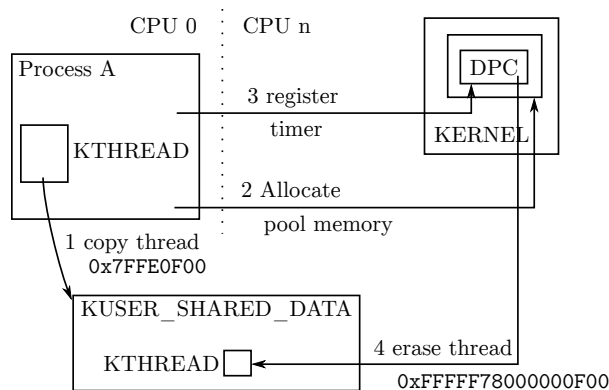 CPU 0
CPU n
Process A
DPC
3 register
timer
KTHREAD
KERNEL
2 Allocate
pool memory
1 copy thread
0x7FFE0F00
KUSER_SHARED_DATA
4 erase thread
KTHREAD
0xFFFFF78000000F00